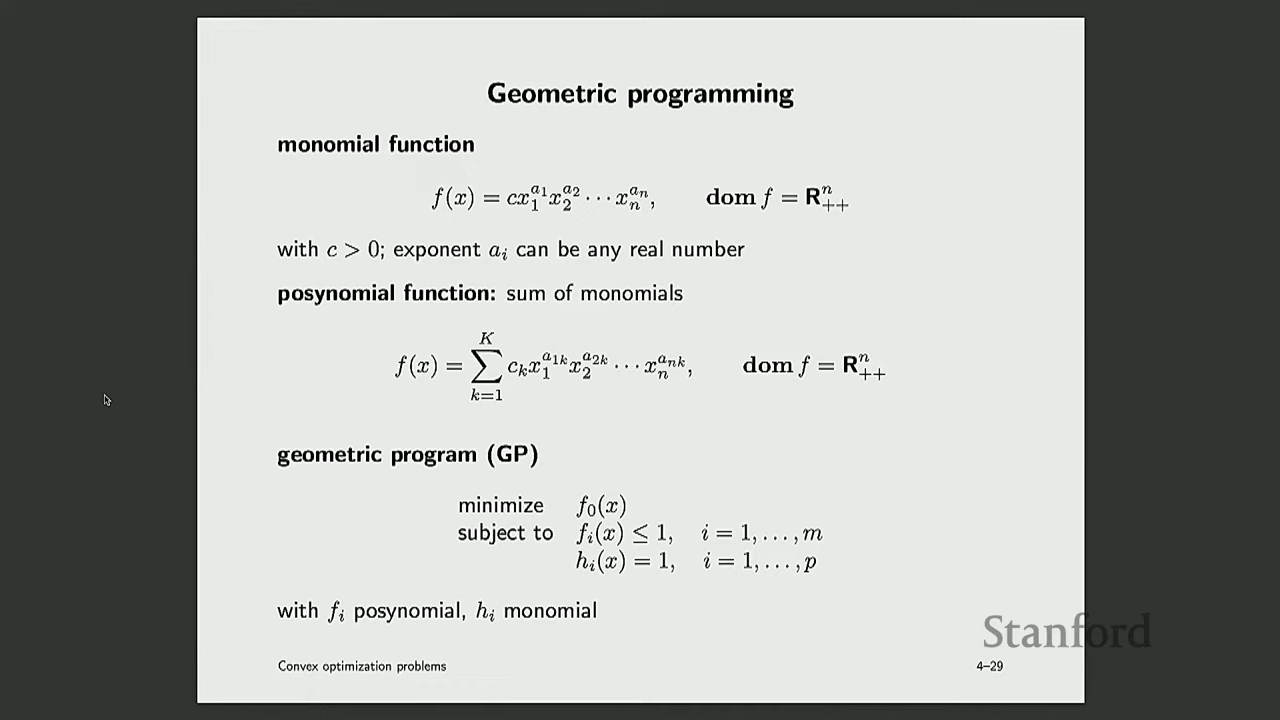 Geometric programming
monomial function
f(x) = cx_1^{a_1} x_2^{a_2} ··· x_n^{a_n},    dom f = R^n_{++}
with c > 0; exponent a_i can be any real number
posynomial function: sum of monomials
f(x) = \sum_{k=1}^{K} c_k x_1^{a_{1k}} x_2^{a_{2k}} ··· x_n^{a_{nk}},    dom f = R^n_{++}
geometric program (GP)
minimize f_0(x)
subject to f_i(x) ≤ 1, i = 1, . . . , m
h_i(x) = 1, i = 1, . . . , p
with f_i posynomial, h_i monomial
Stanford
Convex optimization problems 4–29